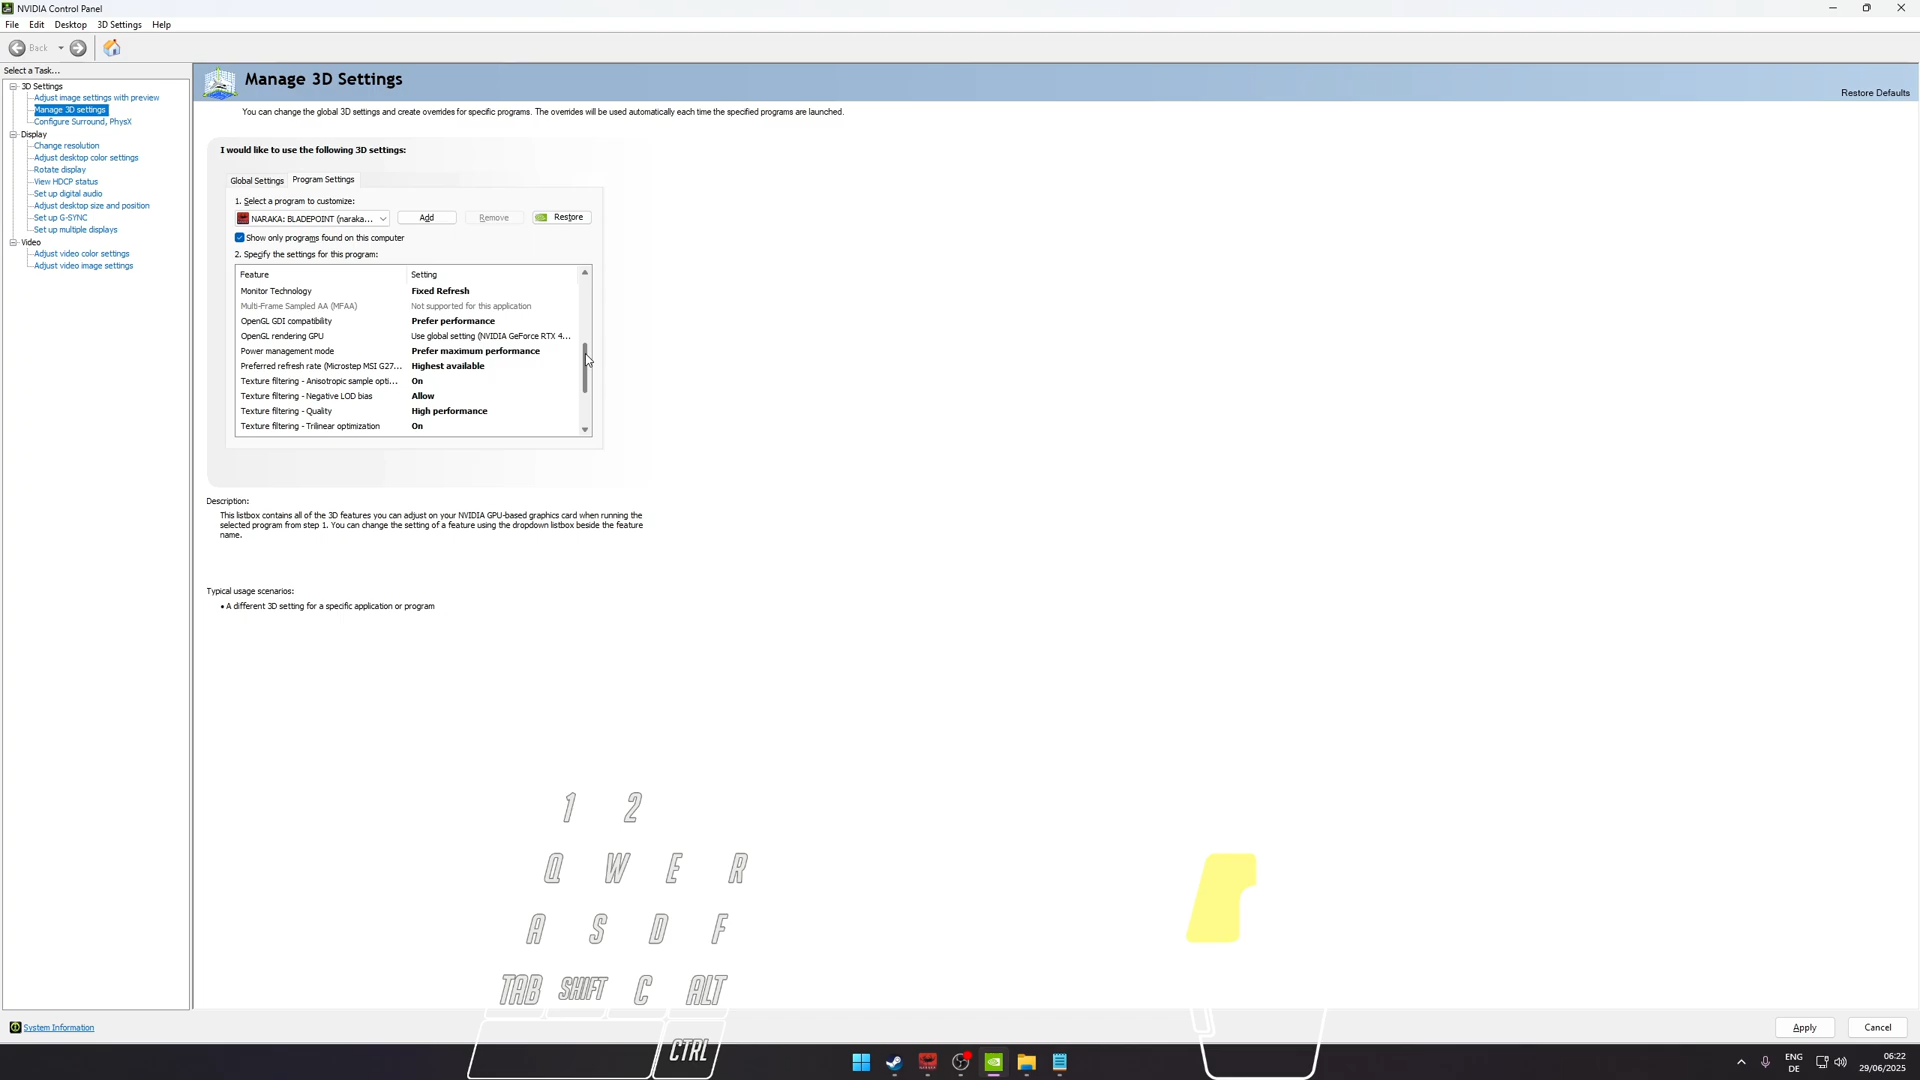 NVIDIA Control Panel
File Edit Desktop 3D Settings Help
Back
Select a Task...
3D Settings
Adjust image settings with preview
Manage 3D settings
Configure Surround, PhysX
Display
Change resolution
Adjust desktop color settings
Rotate display
View HDCP status
Set up digital audio
Adjust desktop size and position
Set up G-SYNC
Set up multiple displays
Video
Adjust video color settings
Adjust video image settings
System Information
Manage 3D Settings
Restore Defaults
You can change the global 3D settings and create overrides for specific programs. The overrides will be used automatically each time the specified programs are launched.
I would like to use the following 3D settings:
Global Settings Program Settings
1. Select a program to customize:
NARAKA: BLADEPOINT (naraka... Add Remove Restore
Show only programs found on this computer
2. Specify the settings for this program:
Feature Setting
Monitor Technology Fixed Refresh
Multi-Frame Sampled AA (MFAA) Not supported for this application
OpenGL GDI compatibility Prefer performance
OpenGL rendering GPU Use global setting (NVIDIA GeForce RTX 4...
Power management mode Prefer maximum performance
Preferred refresh rate (Microstep MSI G27... Highest available
Texture filtering - Anisotropic sample opti... On
Texture filtering - Negative LOD bias Allow
Texture filtering - Quality High performance
Texture filtering - Trilinear optimization On
Description:
This listbox contains all of the 3D features you can adjust on your NVIDIA GPU-based graphics card when running the
selected program from step 1. You can change the setting of a feature using the dropdown listbox beside the feature
name.
Typical usage scenarios:
• A different 3D setting for a specific application or program
1 2
Q W E R
A S D F
TAB SHIFT C ALT
CTRL
Apply Cancel
ENG
DE
06:22
29/06/2025